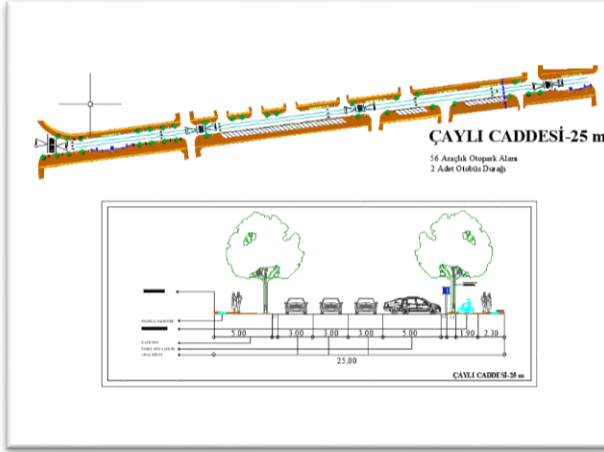 ÇAYLI CADDESİ-25 m
56 Araçlık Otopark Alanı
2 Adet Otobüs Durağı
5.00 3.00 3.00 3.00 5.00 1.90 2.30
25.00
ÇAYLI CADDESİ-25 m